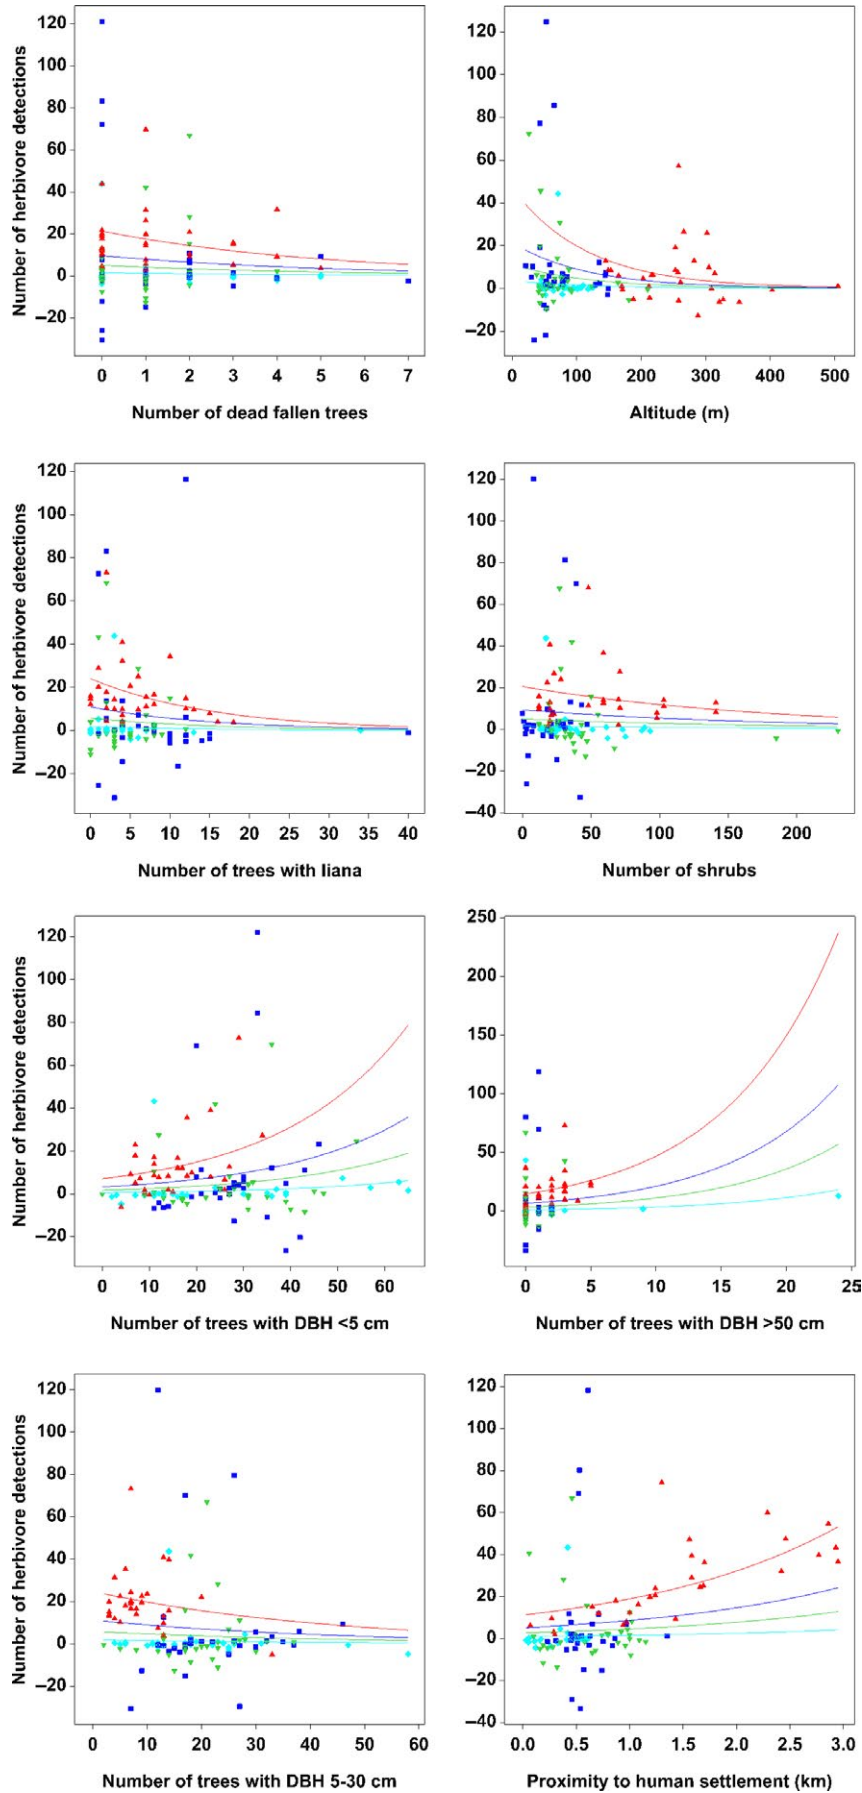 Number of herbivore detections
120
100
80
60
40
20
0
–20
0 1 2 3 4 5 6 7
Number of dead fallen trees
Number of herbivore detections
120
100
80
60
40
20
0
–20
0 100 200 300 400 500
Altitude (m)
Number of herbivore detections
120
100
80
60
40
20
0
–20
0 5 10 15 20 25 30 35 40
Number of trees with liana
Number of herbivore detections
120
100
80
60
40
20
0
–20
–40
0 50 100 150 200
Number of shrubs
Number of herbivore detections
120
100
80
60
40
20
0
–20
0 10 20 30 40 50 60
Number of trees with DBH <5 cm
250
200
150
100
50
0
0 5 10 15 20 25
Number of trees with DBH >50 cm
Number of herbivore detections
120
100
80
60
40
20
0
–20
0 10 20 30 40 50 60
Number of trees with DBH 5-30 cm
120
100
80
60
40
20
0
–20
–40
0.0 0.5 1.0 1.5 2.0 2.5 3.0
Proximity to human settlement (km)